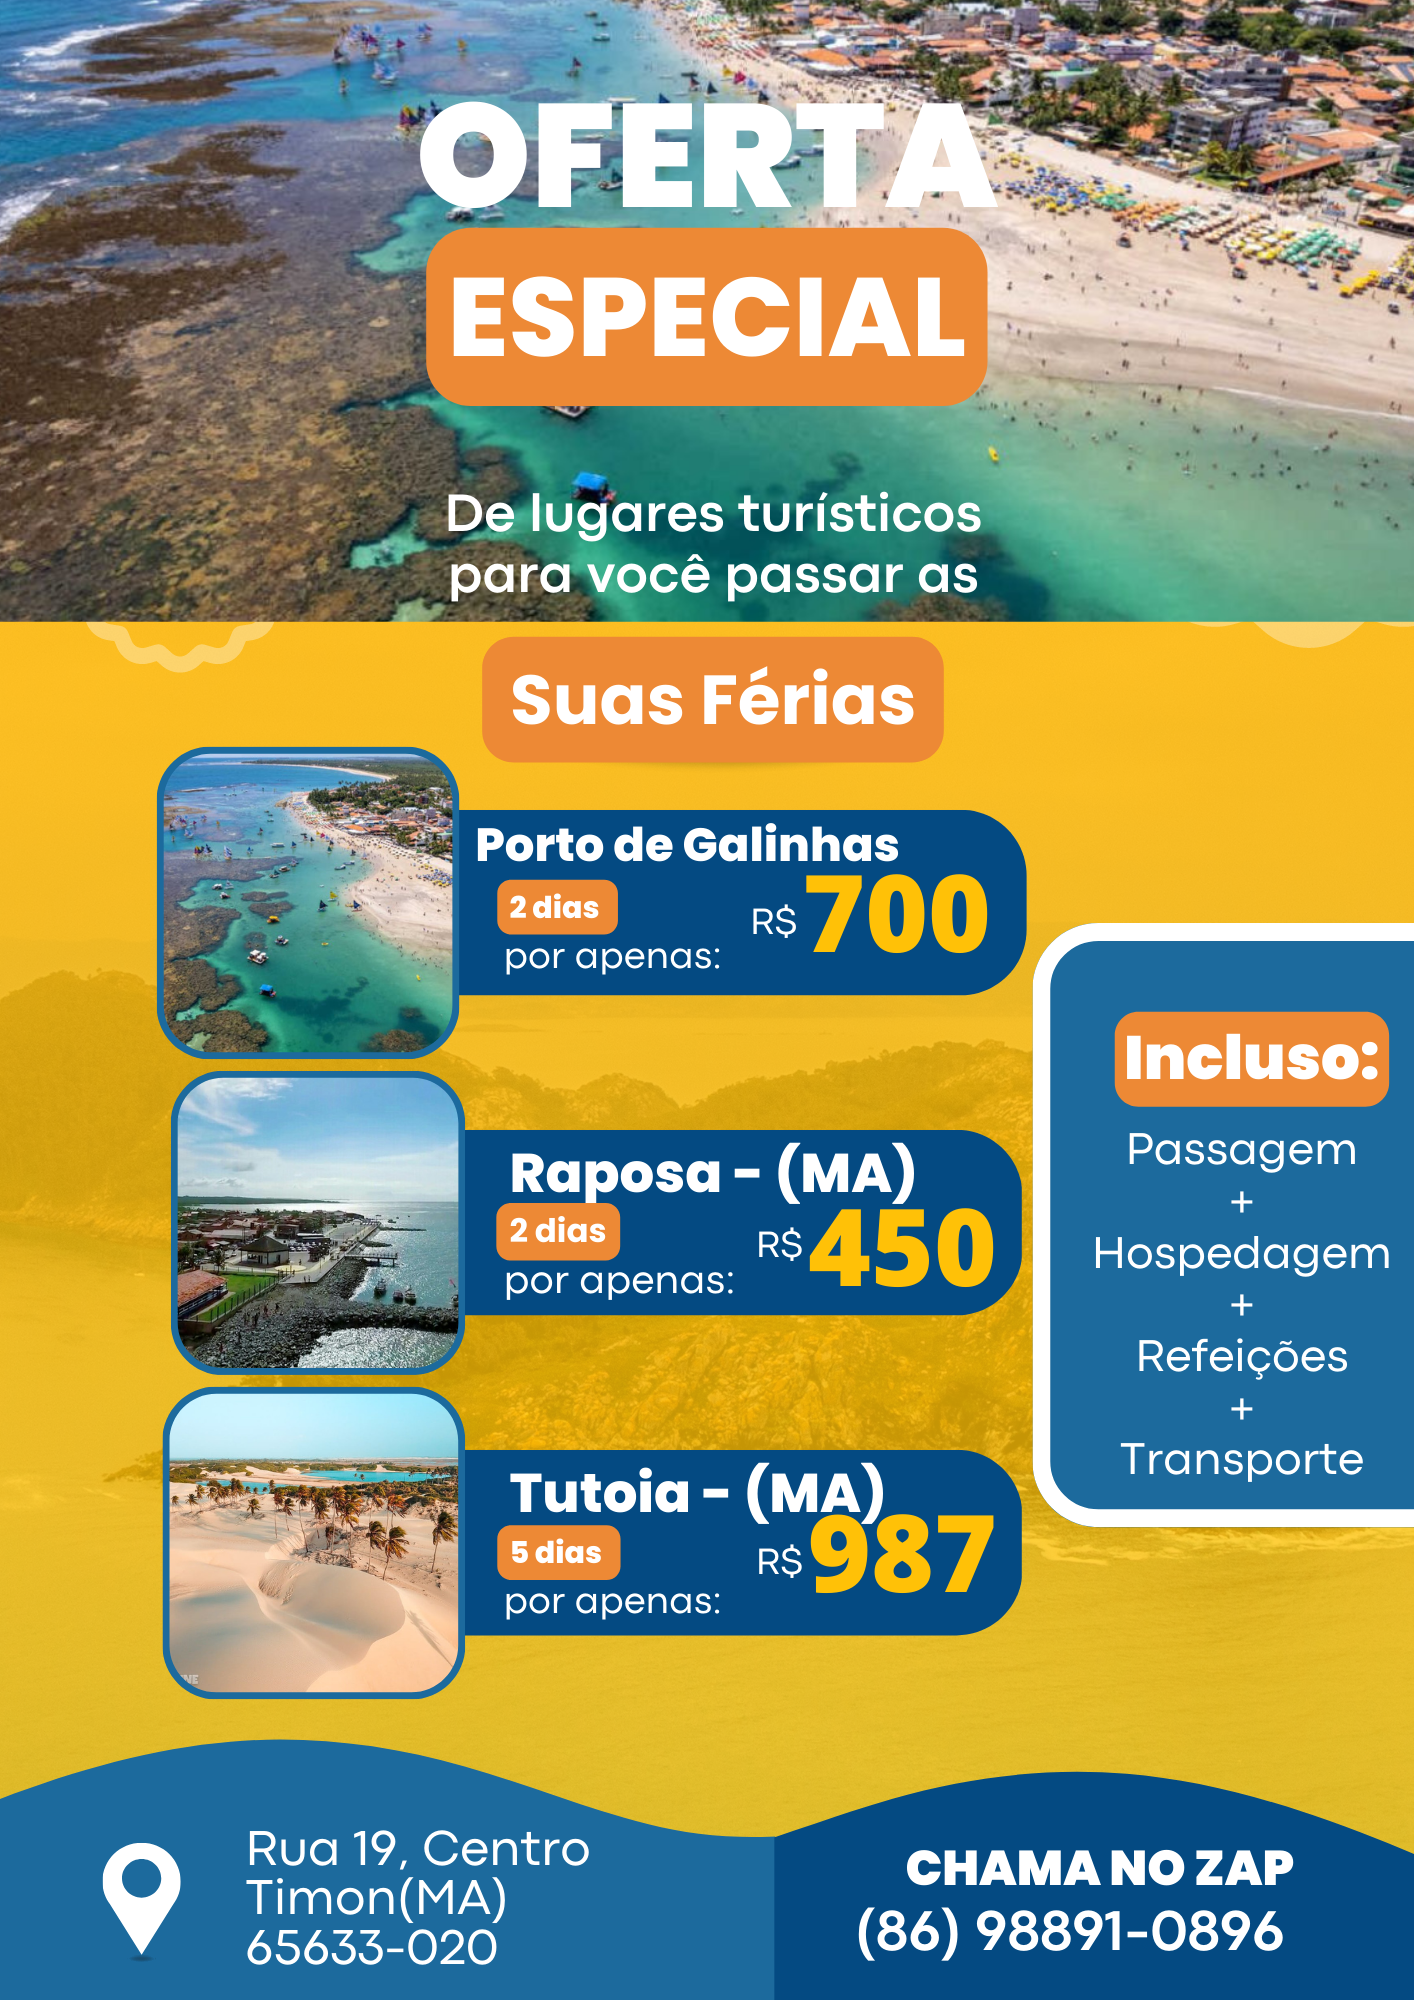 OFERTA
ESPECIAL
De lugares turísticos
para você passar as
Suas Férias
Porto de Galinhas
2 dias
por apenas:
R$ 700
Raposa - (MA)
2 dias
por apenas:
R$ 450
Tutoia - (MA)
5 dias
por apenas:
R$ 987
Incluso:
Passagem
+
Hospedagem
+
Refeições
+
Transporte
Rua 19, Centro
Timon(MA)
65633-020
CHAMA NO ZAP
(86) 98891-0896